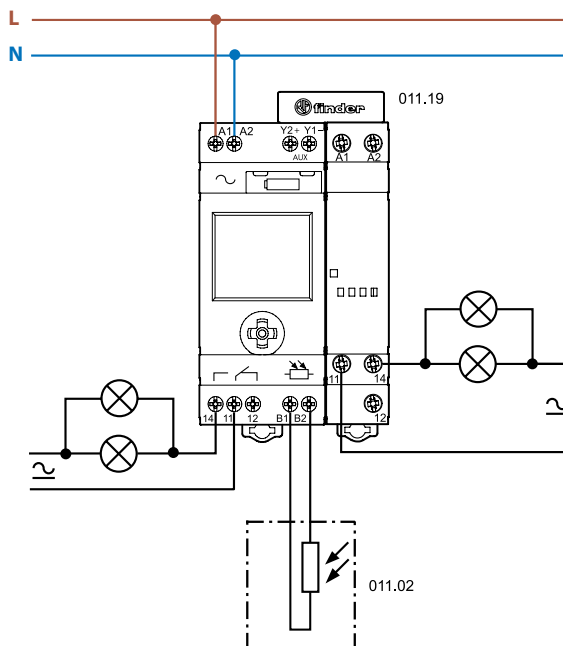 L
N
finder
011.19
A1 A2 Y2+ Y1-
AUX
A1 A2
11 14
12
14 11 12 B1 B2
011.02